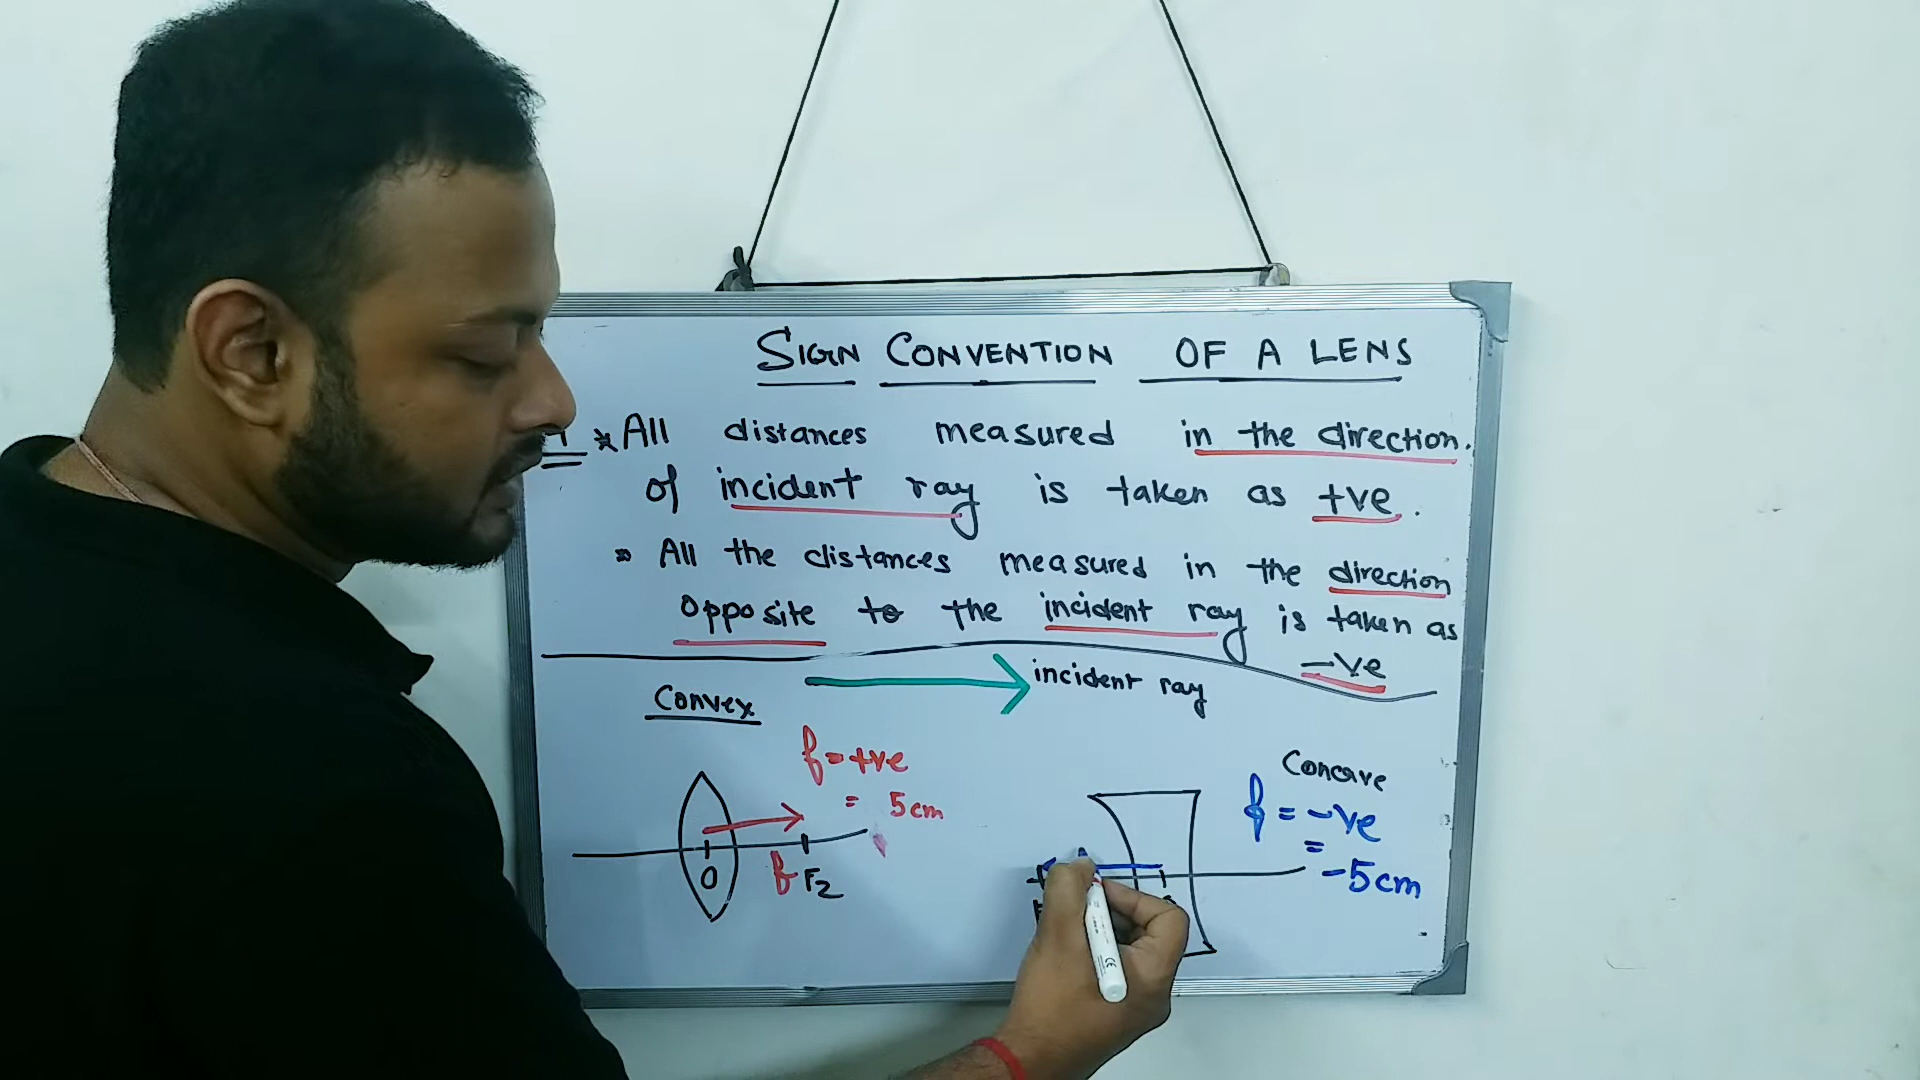 SIGN CONVENTION OF A LENS
* All distances measured in the direction.
of incident ray is taken as +ve.
All the distances measured in the direction
opposite to the incident ray is taken as
-ve
incident ray
Convex
f = +ve
= 5cm
O f F2
Concave
f = -ve
=
-5cm